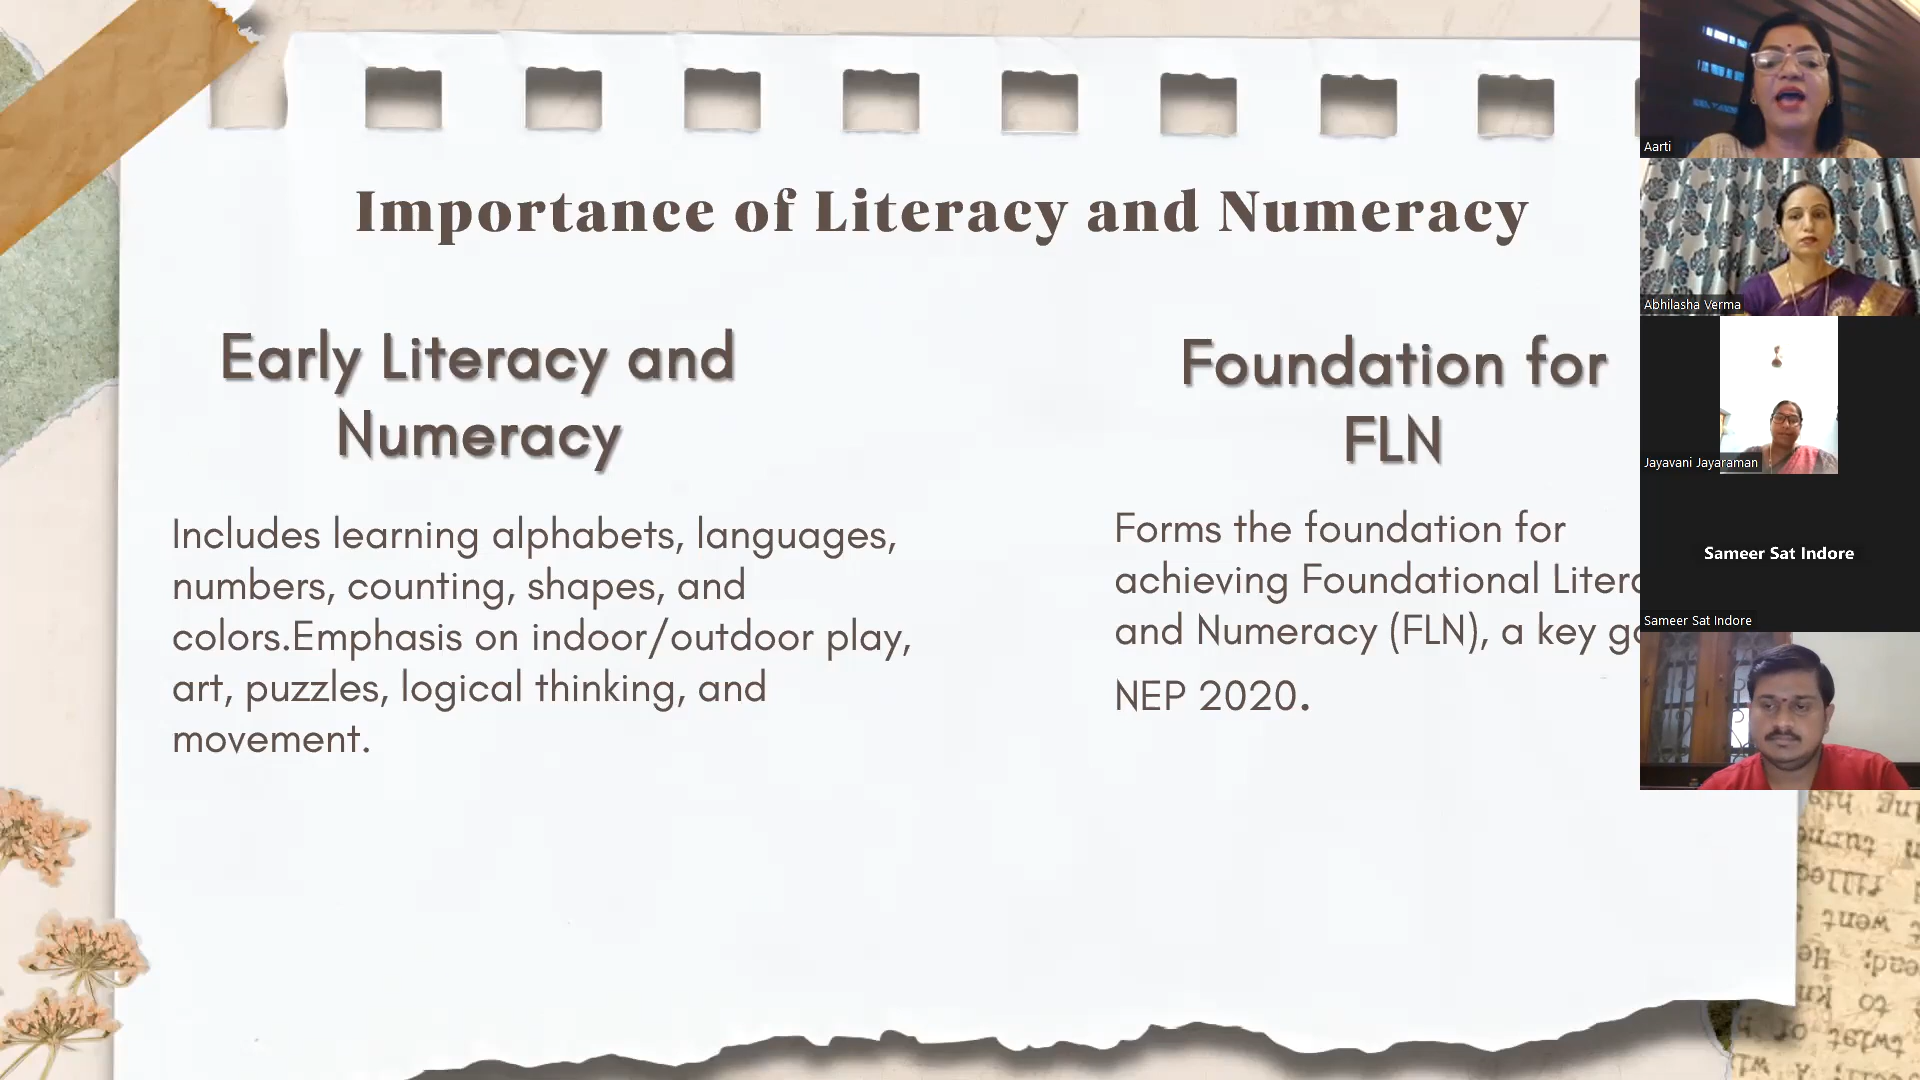 Importance of Literacy and Numeracy
Early Literacy and
Numeracy
Includes learning alphabets, languages,
numbers, counting, shapes, and
colors.Emphasis on indoor/outdoor play,
art, puzzles, logical thinking, and
movement.
Foundation for
FLN
Forms the foundation for
achieving Foundational
and Numeracy (FLN), a key
NEP 2020.
Aarti
Abhilasha Verma
Jayavani Jayaraman
Sameer Sat Indore
Sameer Sat Indore